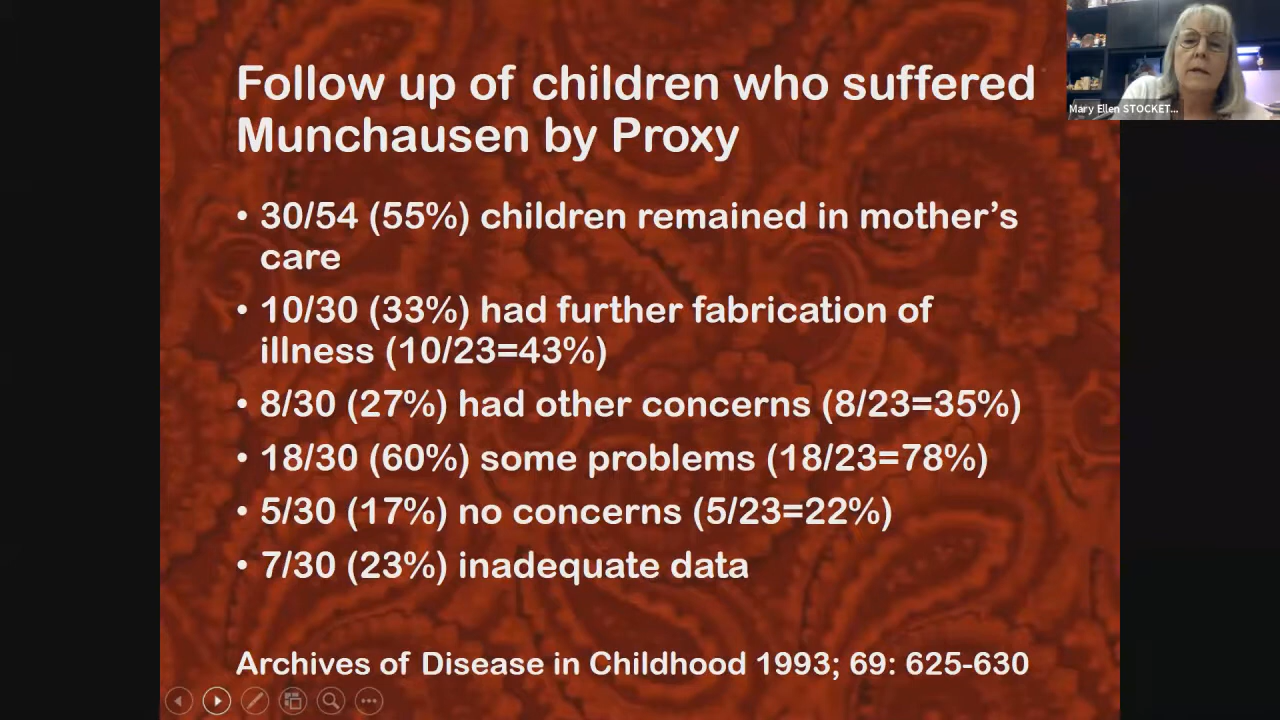 Follow up of children who suffered
Munchausen by Proxy
• 30/54 (55%) children remained in mother’s
care
• 10/30 (33%) had further fabrication of
illness (10/23=43%)
• 8/30 (27%) had other concerns (8/23=35%)
• 18/30 (60%) some problems (18/23=78%)
• 5/30 (17%) no concerns (5/23=22%)
• 7/30 (23%) inadequate data
Archives of Disease in Childhood 1993; 69: 625-630
Mary Ellen STOCKET...